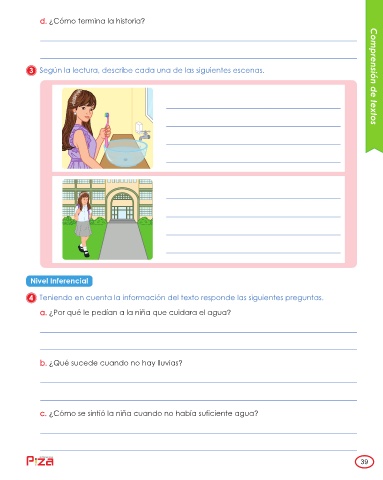 d. ¿Cómo termina la historia?
Comprensión de textos
3 Según la lectura, describe cada una de las siguientes escenas.
Nivel Inferencial
4 Teniendo en cuenta la información del texto responde las siguientes preguntas.
a. ¿Por qué le pedían a la niña que cuidara el agua?
b. ¿Qué sucede cuando no hay lluvias?
c. ¿Cómo se sintió la niña cuando no había suficiente agua?
P:za
39